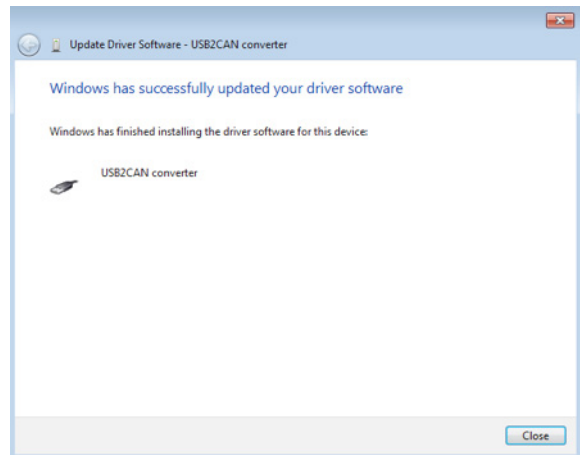 Update Driver Software - USB2CAN converter
Windows has successfully updated your driver software
Windows has finished installing the driver software for this device:
USB2CAN converter
Close